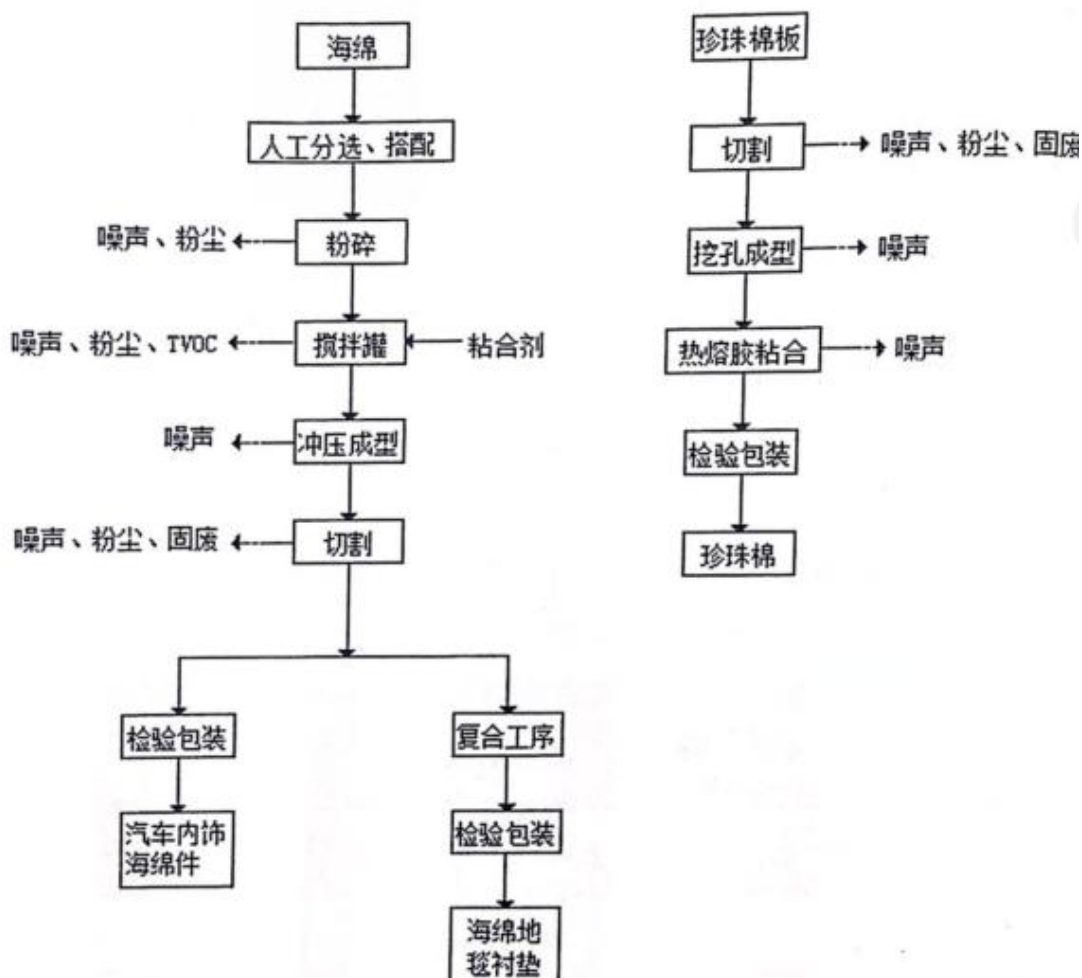 海绵
人工分选、搭配
噪声、粉尘
粉碎
噪声、粉尘、TVOC
搅拌罐
粘合剂
噪声
冲压成型
噪声、粉尘、固废
切割
检验包装
汽车内饰
海绵件
复合工序
检验包装
海绵地
毯衬垫
珍珠棉板
切割
噪声、粉尘、固废
挖孔成型
噪声
热熔胶粘合
噪声
检验包装
珍珠棉